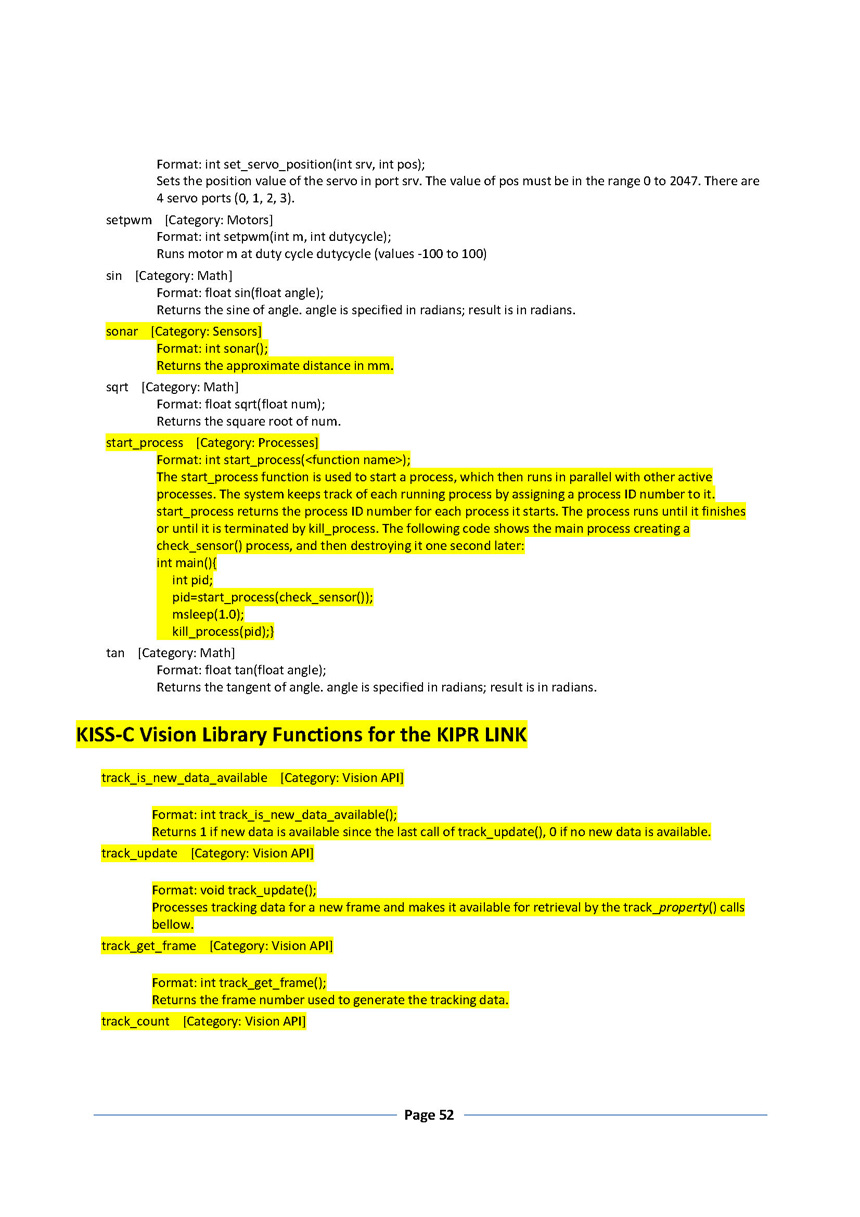 Format: int set_servo_position(int srv, int pos);
Sets the position value of the servo in port srv. The value of pos must be in the range 0 to 2047. There are
4 servo ports (0, 1, 2, 3).
setpwm [Category: Motors]
Format: int setpwm(int m, int dutycycle);
Runs motor m at duty cycle dutycycle (values -100 to 100)
sin [Category: Math]
Format: float sin(float angle);
Returns the sine of angle. angle is specified in radians; result is in radians.
sonar [Category: Sensors]
Format: int sonar();
Returns the approximate distance in mm.
sqrt [Category: Math]
Format: float sqrt(float num);
Returns the square root of num.
start_process [Category: Processes]
Format: int start_process(<function name>);
The start_process function is used to start a process, which then runs in parallel with other active
processes. The system keeps track of each running process by assigning a process ID number to it.
start_process returns the process ID number for each process it starts. The process runs until it finishes
or until it is terminated by kill_process. The following code shows the main process creating a
check_sensor() process, and then destroying it one second later:
int main(){
int pid;
pid=start_process(check_sensor());
msleep(1.0);
kill_process(pid);}
tan [Category: Math]
Format: float tan(float angle);
Returns the tangent of angle. angle is specified in radians; result is in radians.
KISS-C Vision Library Functions for the KIPR LINK
track_is_new_data_available [Category: Vision API]
Format: int track_is_new_data_available();
Returns 1 if new data is available since the last call of track_update(), 0 if no new data is available.
track_update [Category: Vision API]
Format: void track_update();
Processes tracking data for a new frame and makes it available for retrieval by the track_property() calls
bellow.
track_get_frame [Category: Vision API]
Format: int track_get_frame();
Returns the frame number used to generate the tracking data.
track_count [Category: Vision API]
Page 52